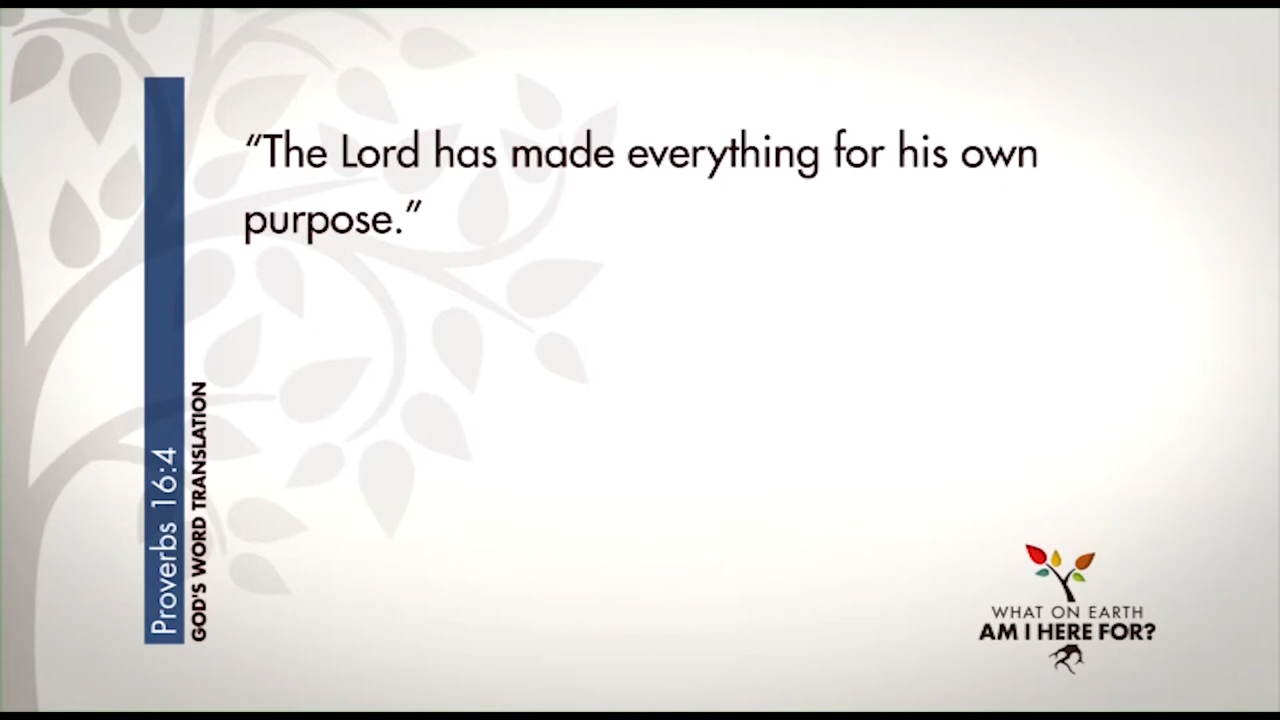 “The Lord has made everything for his own
purpose.”
Proverbs 16:4
GOD'S WORD TRANSLATION
WHAT ON EARTH
AM I HERE FOR?